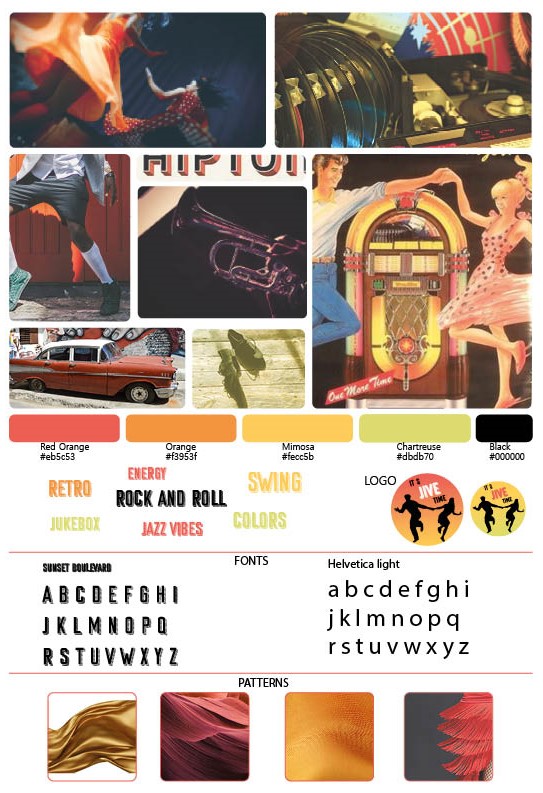 HIPTON
One More Time
Red Orange
#eb5c53
Orange
#f3953f
Mimosa
#fecc5b
Chartreuse
#dbdb70
Black
#000000
RETRO
ENERGY
ROCK AND ROLL
SWING
JUKEBOX
JAZZ VIBES
COLORS
LOGO
IT'S
JIVE
TIME
IT'S
JIVE
TIME
FONTS
SUNSET BOULEVARD
A B C D E F G H I
J K L M N O P Q
R S T U V W X Y Z
Helvetica light
a b c d e f g h i
j k l m n o p q
r s t u v w x y z
PATTERNS